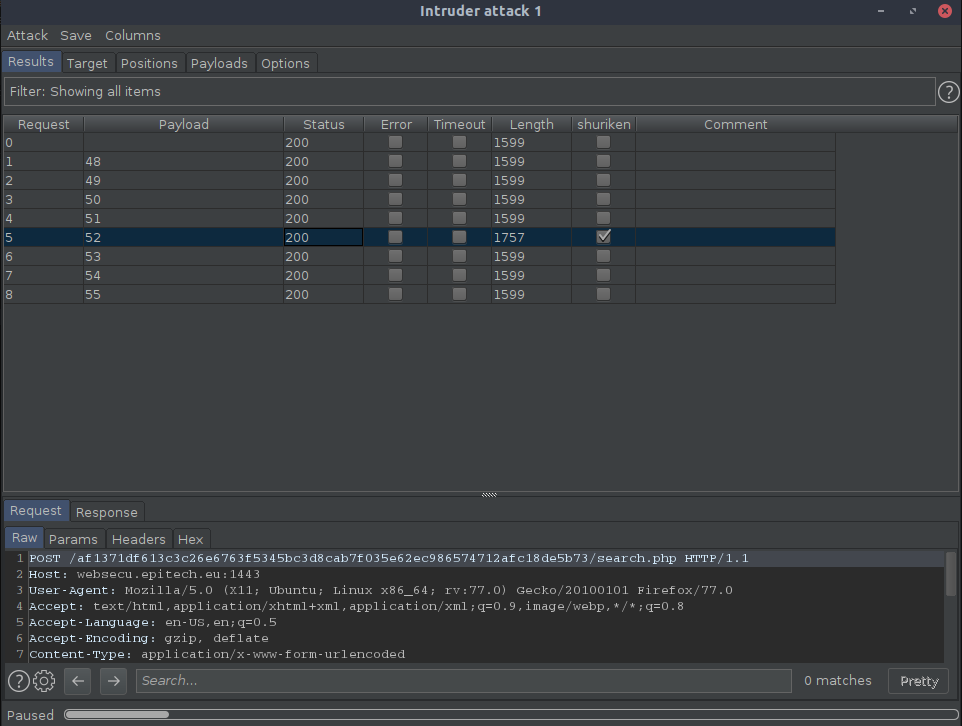 Intruder attack 1
Attack Save Columns
Results Target Positions Payloads Options
Filter: Showing all items
?
Request Payload Status Error Timeout Length shuriken Comment
0 200 1599
1 48 200 1599
2 49 200 1599
3 50 200 1599
4 51 200 1599
5 52 200 1757
6 53 200 1599
7 54 200 1599
8 55 200 1599
Request Response
Raw Params Headers Hex
1 POST /af1371df613c3c26e6763f5345bc3d8cab7f035e62ec986574712afc18de5b73/search.php HTTP/1.1
2 Host: websecu.epitech.eu:1443
3 User-Agent: Mozilla/5.0 (X11; Ubuntu; Linux x86_64; rv:77.0) Gecko/20100101 Firefox/77.0
4 Accept: text/html,application/xhtml+xml,application/xml;q=0.9,image/webp,*/*;q=0.8
5 Accept-Language: en-US,en;q=0.5
6 Accept-Encoding: gzip, deflate
7 Content-Type: application/x-www-form-urlencoded
? Search... 0 matches Pretty
Paused